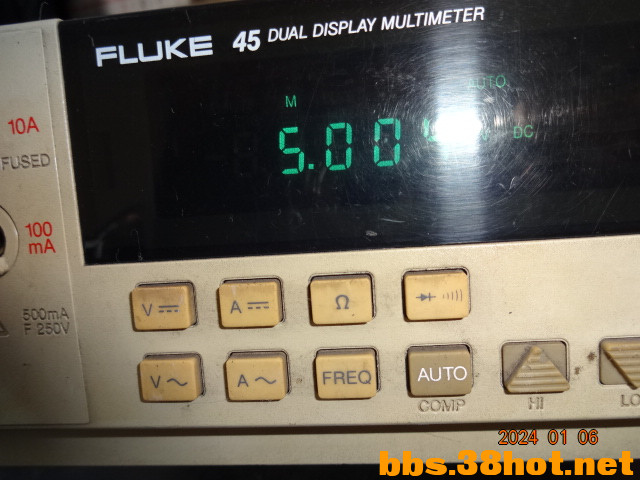 FLUKE 45 DUAL DISPLAY MULTIMETER
AUTO
M
5.00
DC
10A
FUSED
100
mA
500mA
F 250V
V
A
Ω
V
A
FREQ
AUTO
COMP
HI
LO
2024 01 06
bbs.38hot.net